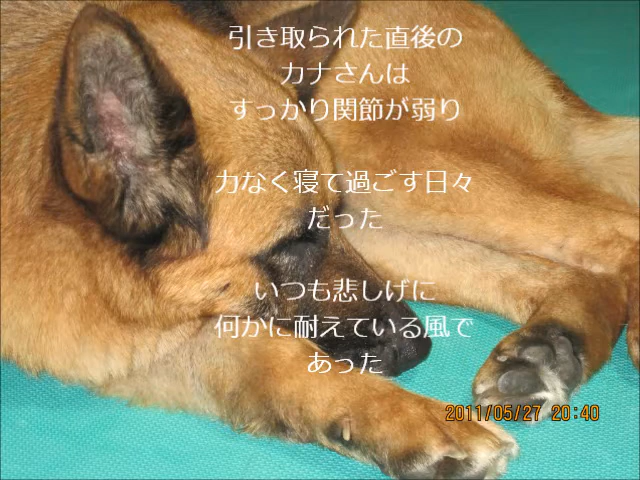 引き取られた直後の
カナさんは
すっかり関節が弱り
力なく寝て過ごす日々
だった
いつも悲しげに
何かに耐えている風で
あった
2011/05/27 20:40